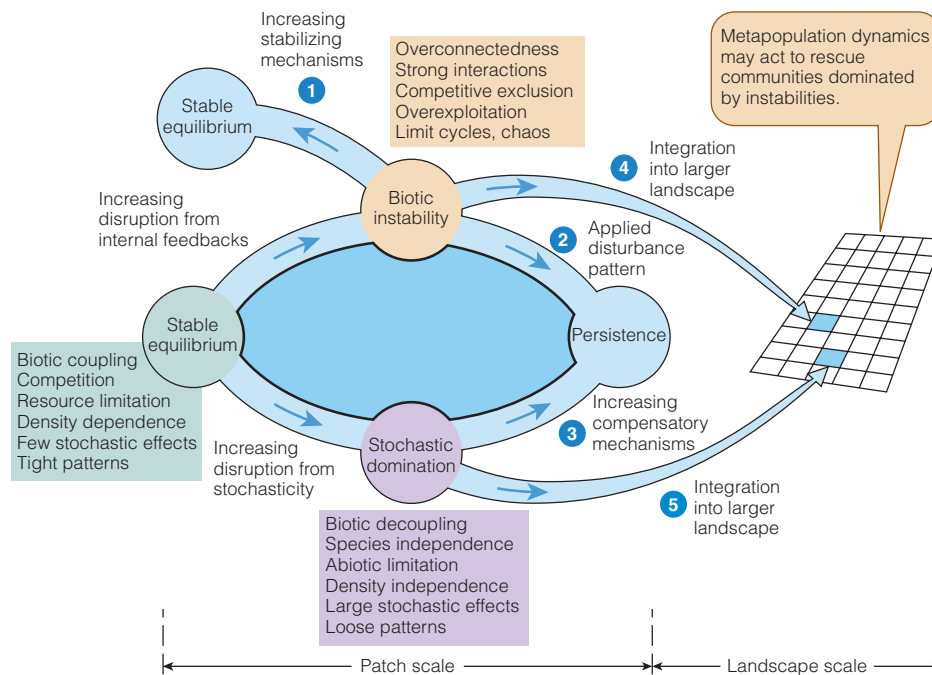 Increasing
stabilizing
mechanisms
1
Stable
equilibrium
Overconnectedness
Strong interactions
Competitive exclusion
Overexploitation
Limit cycles, chaos
Metapopulation dynamics
may act to rescue
communities dominated
by instabilities.
4
Integration
into larger
landscape
Biotic
instability
Increasing
disruption from
internal feedbacks
2
Applied
disturbance
pattern
Stable
equilibrium
Persistence
Biotic coupling
Competition
Resource limitation
Density dependence
Few stochastic effects
Tight patterns
Increasing
disruption from
stochasticity
Stochastic
domination
3
Increasing
compensatory
mechanisms
5
Integration
into larger
landscape
Biotic decoupling
Species independence
Abiotic limitation
Density independence
Large stochastic effects
Loose patterns
Patch scale
Landscape scale